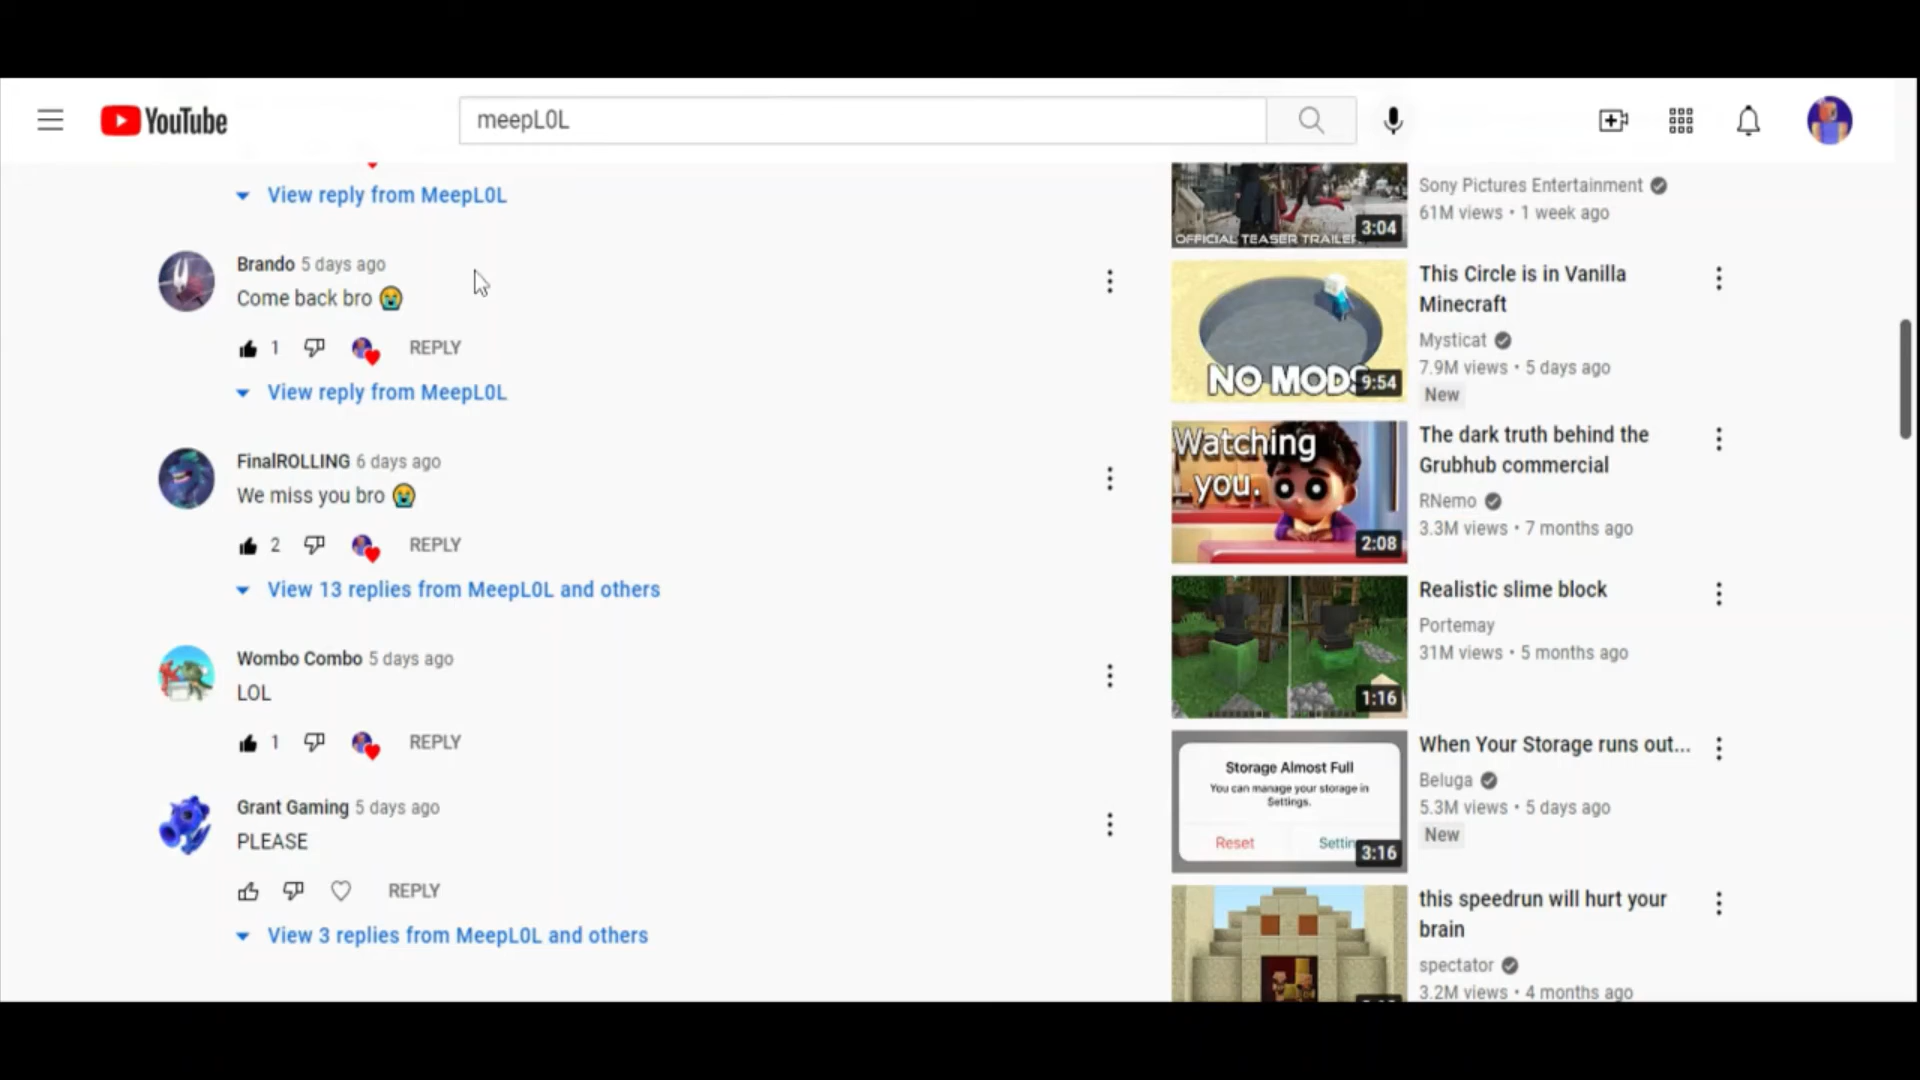 YouTube
meepL0L
View reply from MeepL0L
Brando 5 days ago
Come back bro 😭
1
REPLY
View reply from MeepL0L
FinalROLLING 6 days ago
We miss you bro 😭
2
REPLY
View 13 replies from MeepL0L and others
Wombo Combo 5 days ago
LOL
1
REPLY
Grant Gaming 5 days ago
PLEASE
REPLY
View 3 replies from MeepL0L and others
OFFICIAL TEASER TRAILER
3:04
Sony Pictures Entertainment
61M views • 1 week ago
NO MODS
9:54
This Circle is in Vanilla
Minecraft
Mysticat
7.9M views • 5 days ago
New
Watching
you.
2:08
The dark truth behind the
Grubhub commercial
RNemo
3.3M views • 7 months ago
1:16
Realistic slime block
Portemay
31M views • 5 months ago
Storage Almost Full
You can manage your storage in
Settings.
Reset
Settin
3:16
When Your Storage runs out...
Beluga
5.3M views • 5 days ago
New
this speedrun will hurt your
brain
spectator
3.2M views • 4 months ago